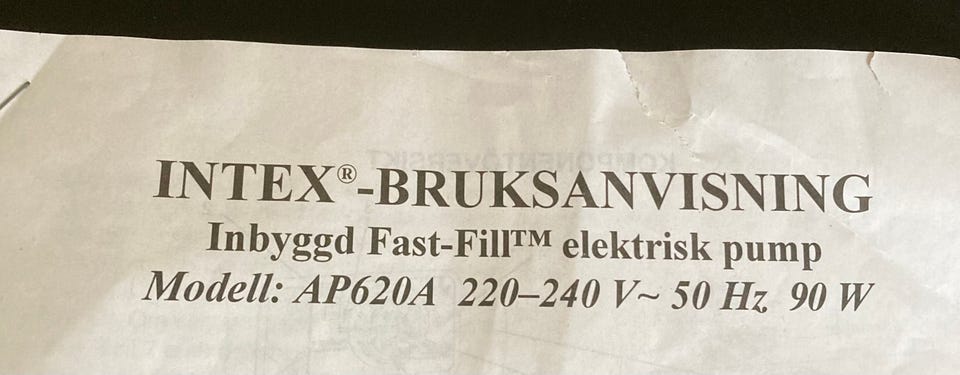 INTEX®-BRUKSANVISNING
Inbyggd Fast-Fill™ elektrisk pump
Modell: AP620A 220–240 V~ 50 Hz 90 W